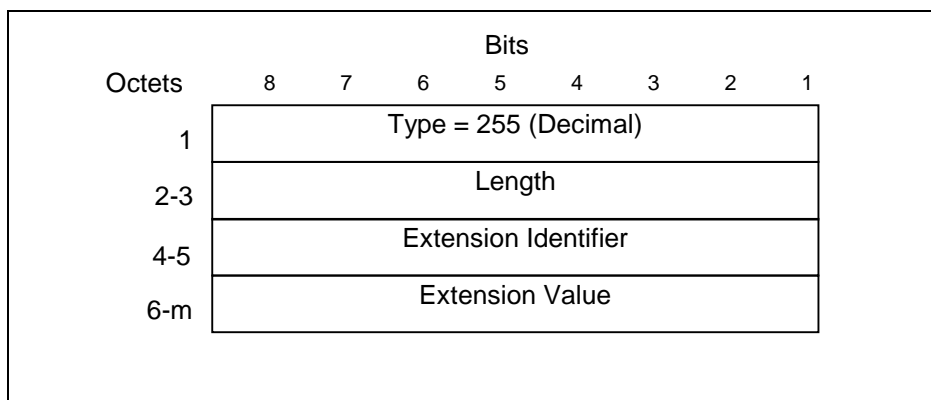 Bits
Octets 8 7 6 5 4 3 2 1
1 Type = 255 (Decimal)
2-3 Length
4-5 Extension Identifier
6-m Extension Value